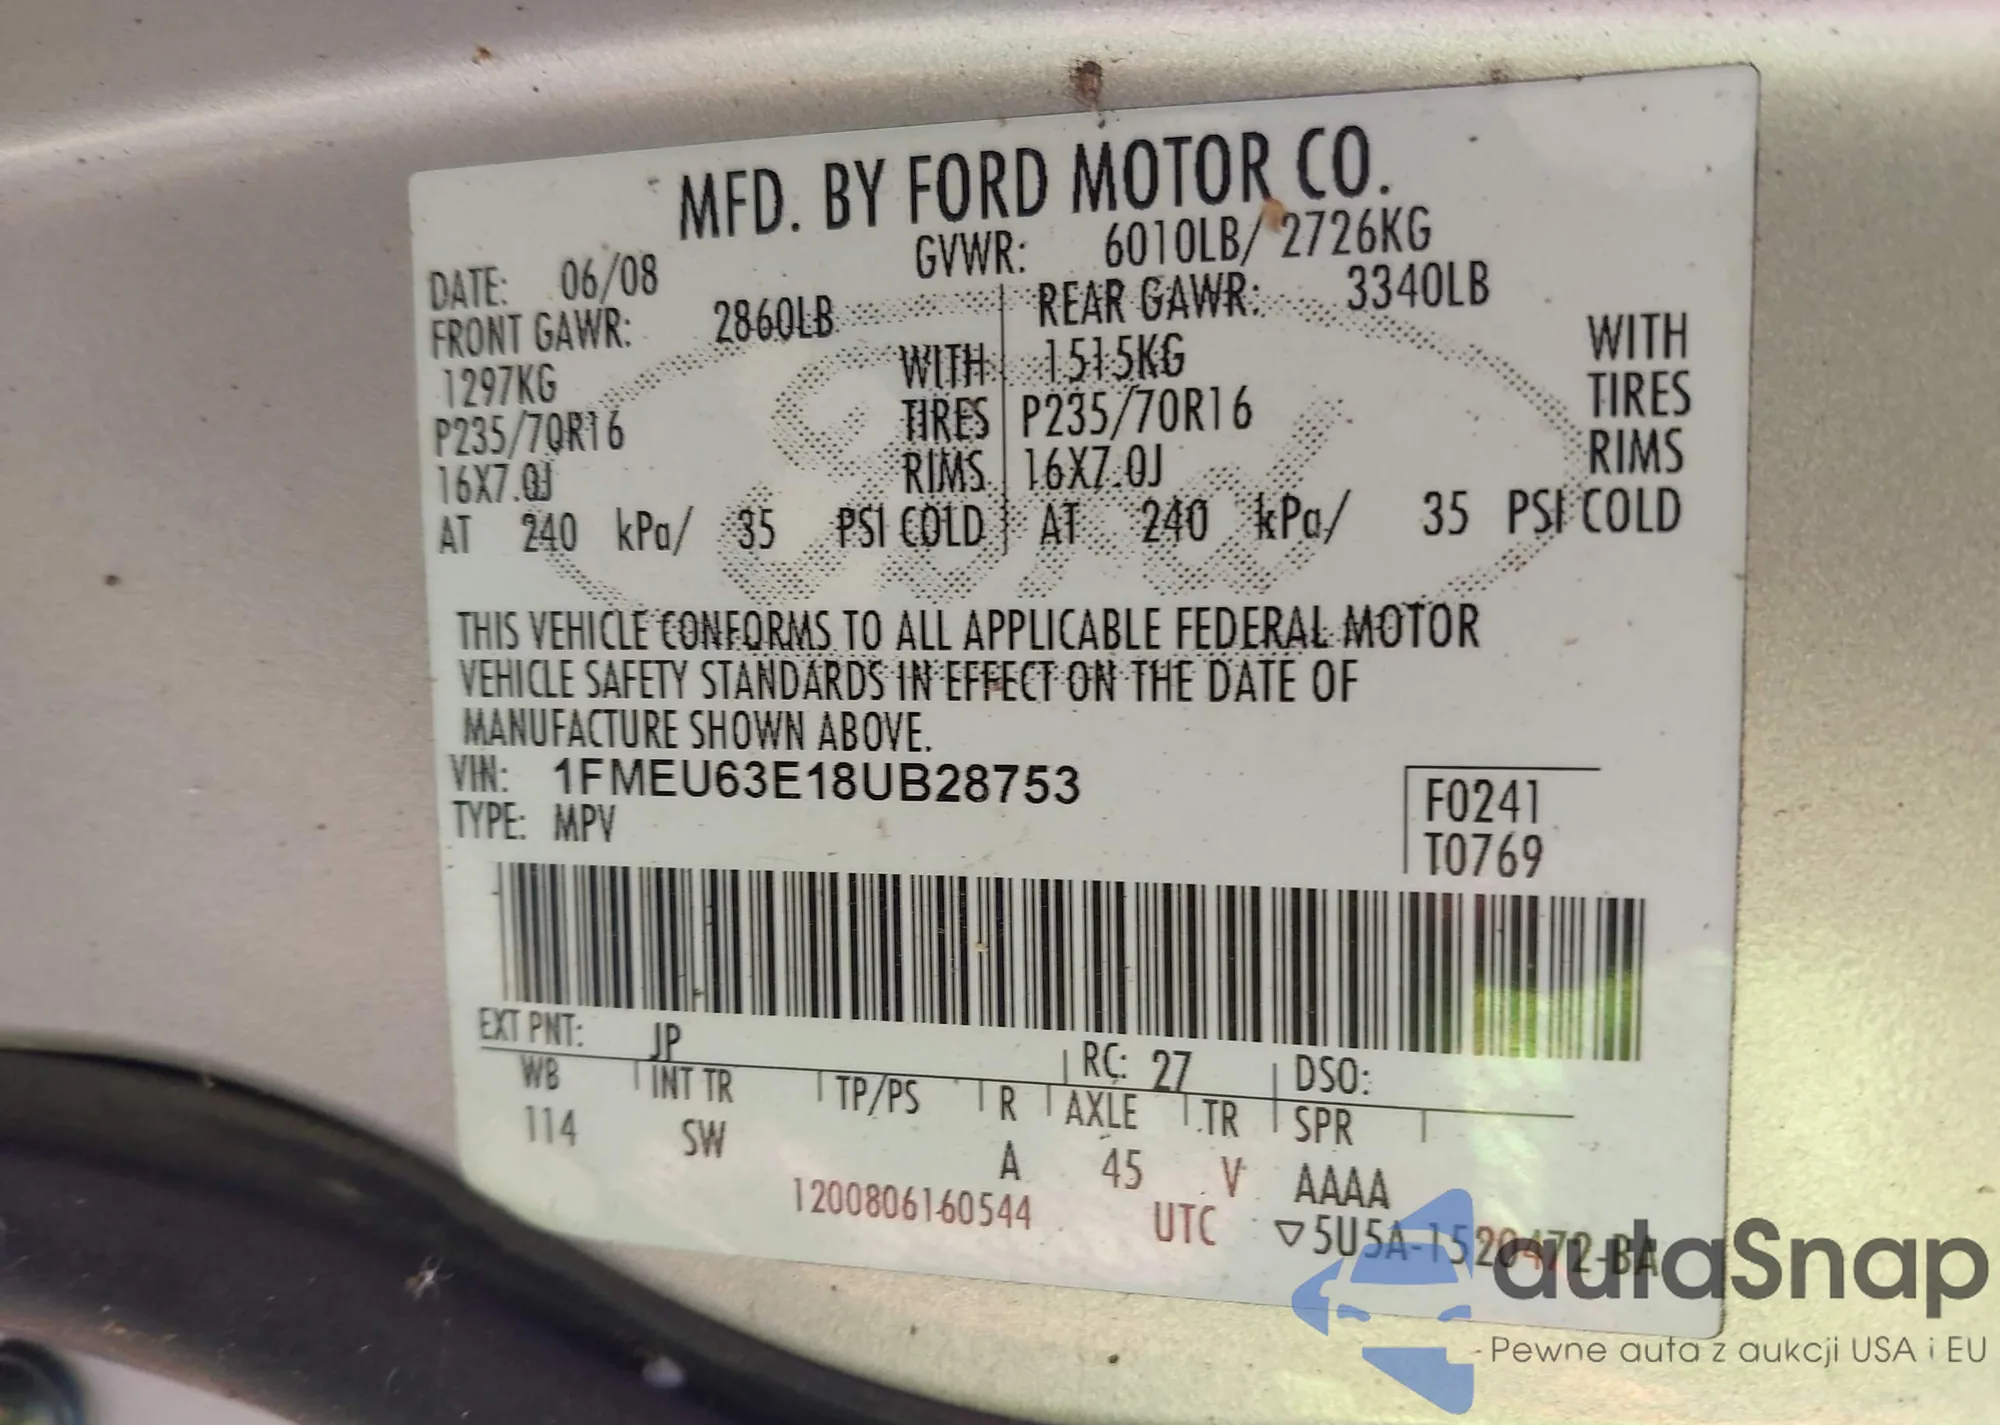 MFD. BY FORD MOTOR CO.
DATE: 06/08 GVWR: 6010LB/ 2726KG
FRONT GAWR: 2860LB REAR GAWR: 3340LB
1297KG WITH 1515KG WITH
P235/70R16 TIRES P235/70R16 TIRES
16X7.0J RIMS 16X7.0J RIMS
AT 240 kPa/ 35 PSI COLD AT 240 kPa/ 35 PSI COLD
THIS VEHICLE CONFORMS TO ALL APPLICABLE FEDERAL MOTOR
VEHICLE SAFETY STANDARDS IN EFFECT ON THE DATE OF
MANUFACTURE SHOWN ABOVE.
VIN: 1FMEU63E18UB28753
TYPE: MPV
F0241
T0769
EXT PNT: JP RC: 27 DSO:
WB INT TR TP/PS R AXLE TR SPR
114 SW A 45 V AAAA
1200806160544 UTC ▽5U5A-1520472-BA
autaSnap
Pewne auta z aukcji USA i EU